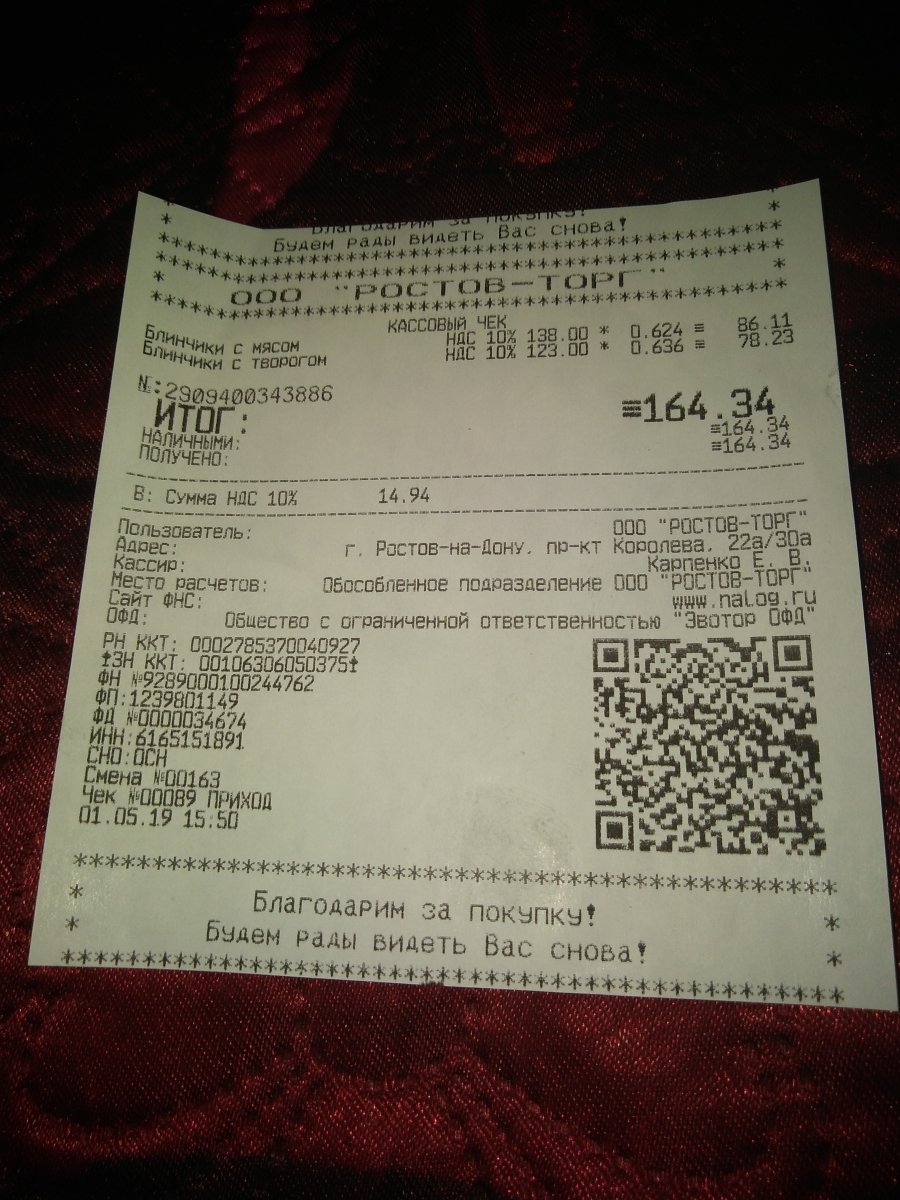 Благодарим за покупку!
* Будем рады видеть Вас снова! *
****************************************
****************************************
* ООО "РОСТОВ-ТОРГ" *
****************************************
КАССОВЫЙ ЧЕК
Блинчики с мясом НДС 10% 138.00 * 0.624 ≡ 86.11
Блинчики с творогом НДС 10% 123.00 * 0.636 ≡ 78.23
№:2909400343886
ИТОГ: ≡164.34
НАЛИЧНЫМИ: ≡164.34
ПОЛУЧЕНО: ≡164.34
В: Сумма НДС 10% 14.94
Пользователь: ООО "РОСТОВ-ТОРГ"
Адрес: г. Ростов-на-Дону, пр-кт Королева, 22а/30а
Кассир: Карпенко Е. В.
Место расчетов: Обособленное подразделение ООО "РОСТОВ-ТОРГ"
Сайт ФНС: www.nalog.ru
ОФД: Общество с ограниченной ответственностью "Эвотор ОФД"
РН ККТ: 0002785370040927
ЗН ККТ: 00106306050375
ФН №9289000100244762
ФП:1239801149
ФД №0000034674
ИНН:6165151891
СНО:ОСН
Смена №00163
Чек №00089 ПРИХОД
01.05.19 15:50
****************************************
* Благодарим за покупку! *
* Будем рады видеть Вас снова! *
****************************************